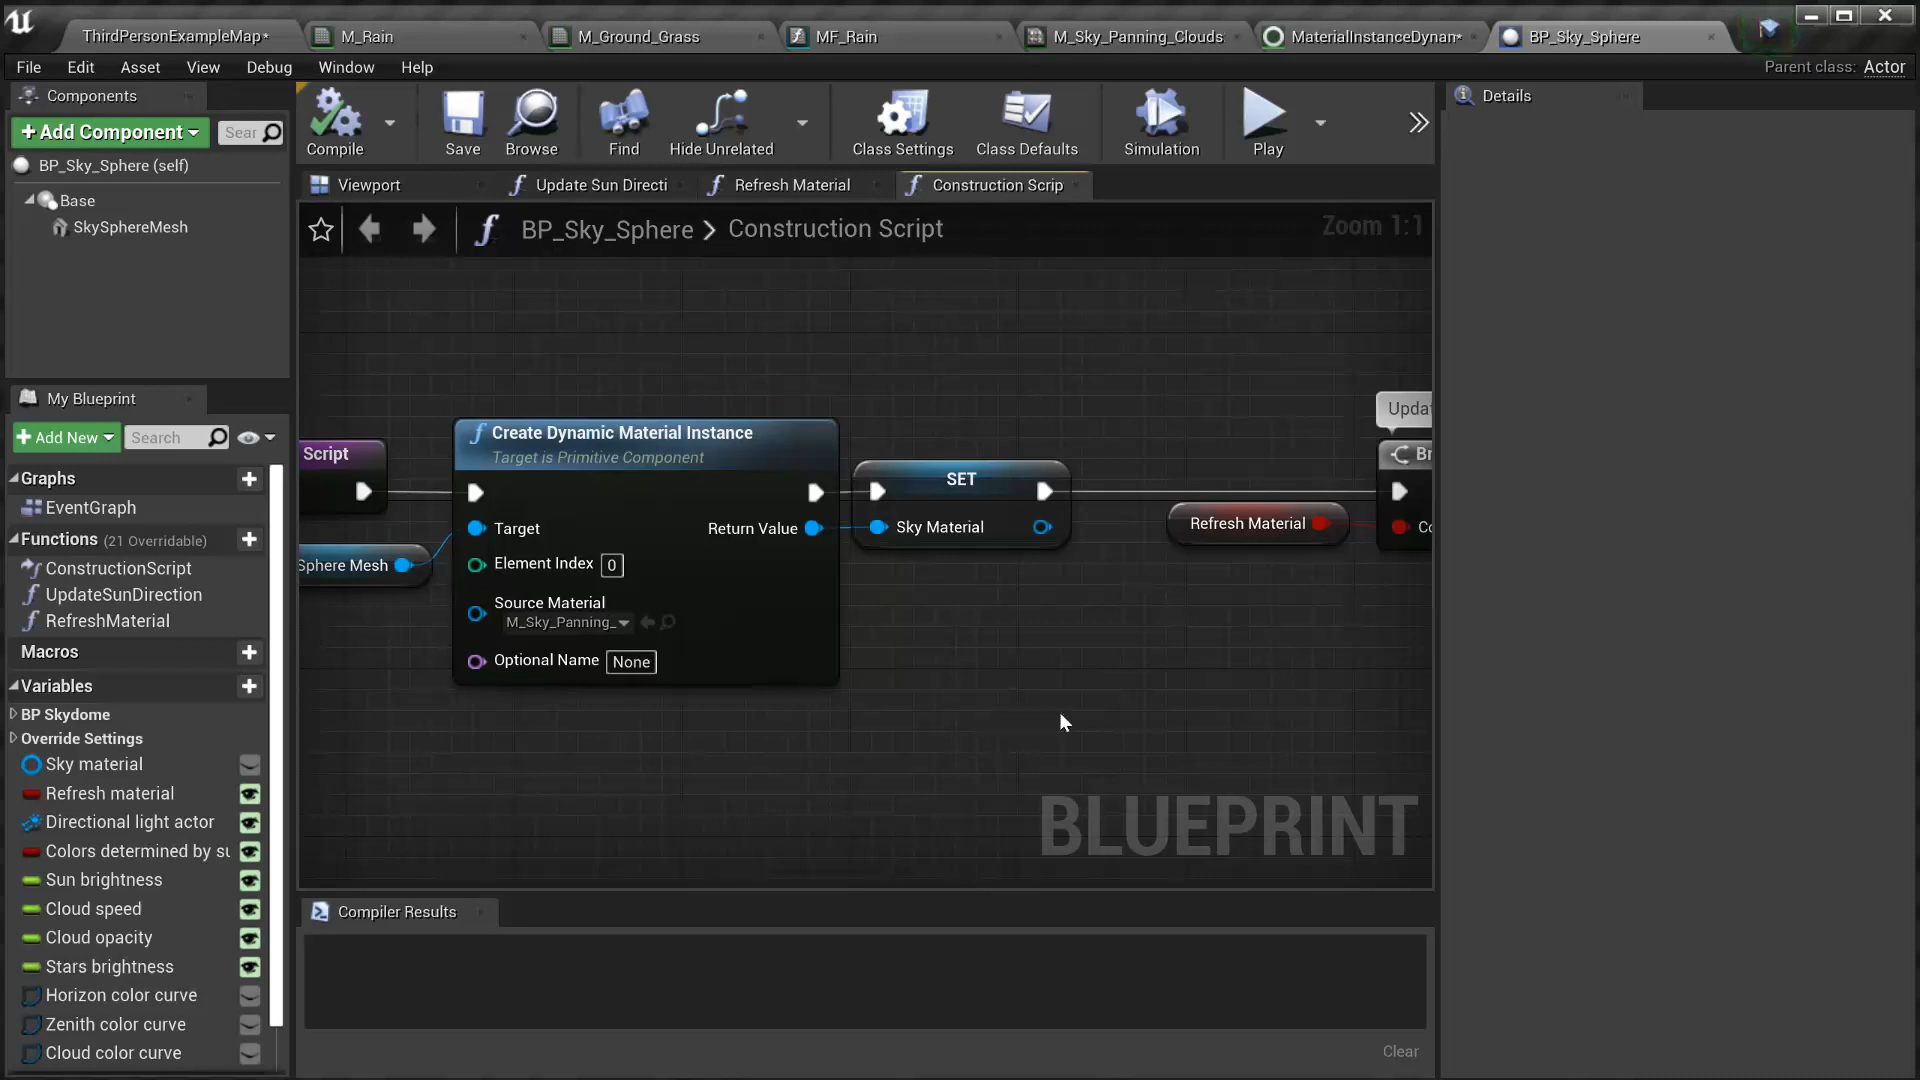 ThirdPersonExampleMap*
M_Rain
M_Ground_Grass
MF_Rain
M_Sky_Panning_Clouds
MaterialInstanceDynan*
BP_Sky_Sphere
File Edit Asset View Debug Window Help
Parent class: Actor
Components
+Add Component
Sear
BP_Sky_Sphere (self)
Base
SkySphereMesh
Compile
Save
Browse
Find
Hide Unrelated
Class Settings
Class Defaults
Simulation
Play
Details
Viewport
Update Sun Directi
Refresh Material
Construction Scrip
BP_Sky_Sphere > Construction Script
Zoom 1:1
My Blueprint
+Add New
Search
Graphs
EventGraph
Functions (21 Overridable)
ConstructionScript
UpdateSunDirection
RefreshMaterial
Macros
Variables
BP Skydome
Override Settings
Sky material
Refresh material
Directional light actor
Colors determined by su
Sun brightness
Cloud speed
Cloud opacity
Stars brightness
Horizon color curve
Zenith color curve
Cloud color curve
Script
Sphere Mesh
Create Dynamic Material Instance
Target is Primitive Component
Target
Return Value
Element Index 0
Source Material
M_Sky_Panning_
Optional Name None
SET
Sky Material
Refresh Material
Updat
Br
Co
BLUEPRINT
Compiler Results
Clear